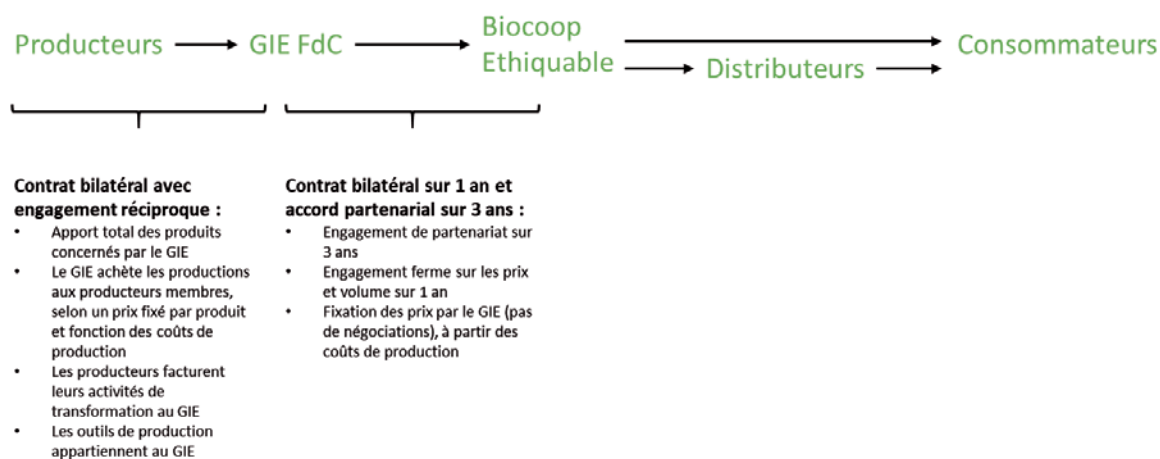 Producteurs
GIE FdC
Biocoop
Ethiquable
Distributeurs
Consommateurs
Contrat bilatéral avec
engagement réciproque :
• Apport total des produits
concernés par le GIE
• Le GIE achète les productions
aux producteurs membres,
selon un prix fixé par produit
et fonction des coûts de
production
• Les producteurs facturent
leurs activités de
transformation au GIE
• Les outils de production
appartiennent au GIE
Contrat bilatéral sur 1 an et
accord partenarial sur 3 ans :
• Engagement de partenariat sur
3 ans
• Engagement ferme sur les prix
et volume sur 1 an
• Fixation des prix par le GIE (pas
de négociations), à partir des
coûts de production